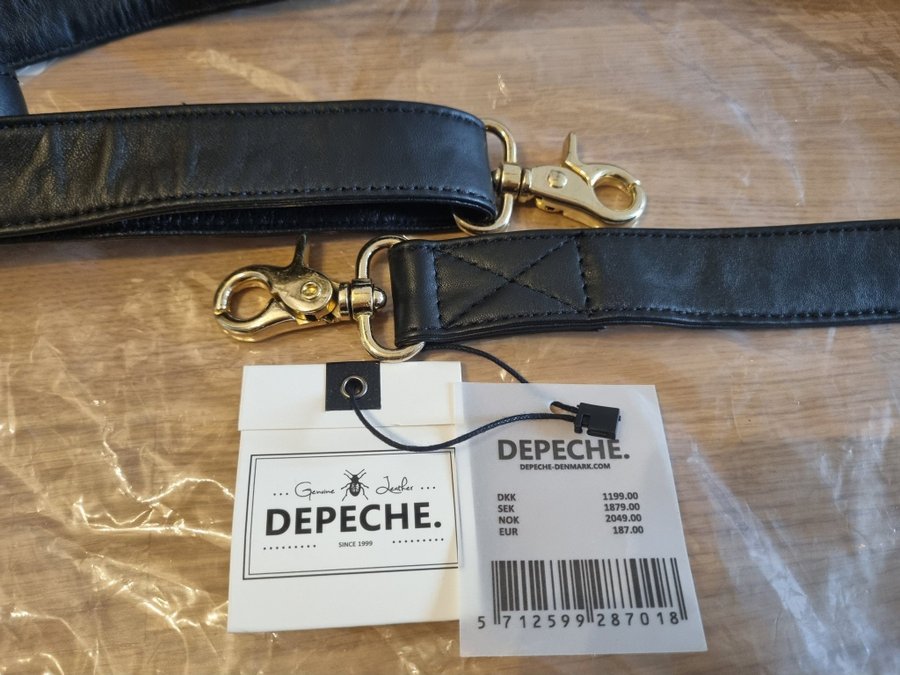 Genuine Leather
DEPECHE.
SINCE 1999
DEPECHE.
DEPECHE-DENMARK.COM
DKK 1199.00
SEK 1879.00
NOK 2049.00
EUR 187.00
5 712599 287018